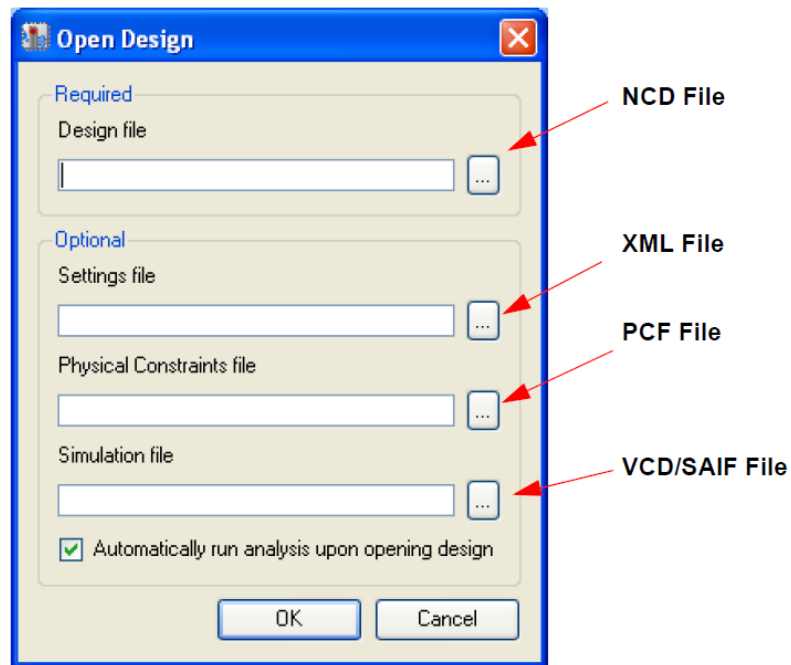 Open Design
Required
NCD File
Design file
...
Optional
XML File
Settings file
...
PCF File
Physical Constraints file
...
Simulation file
VCD/SAIF File
...
Automatically run analysis upon opening design
OK Cancel